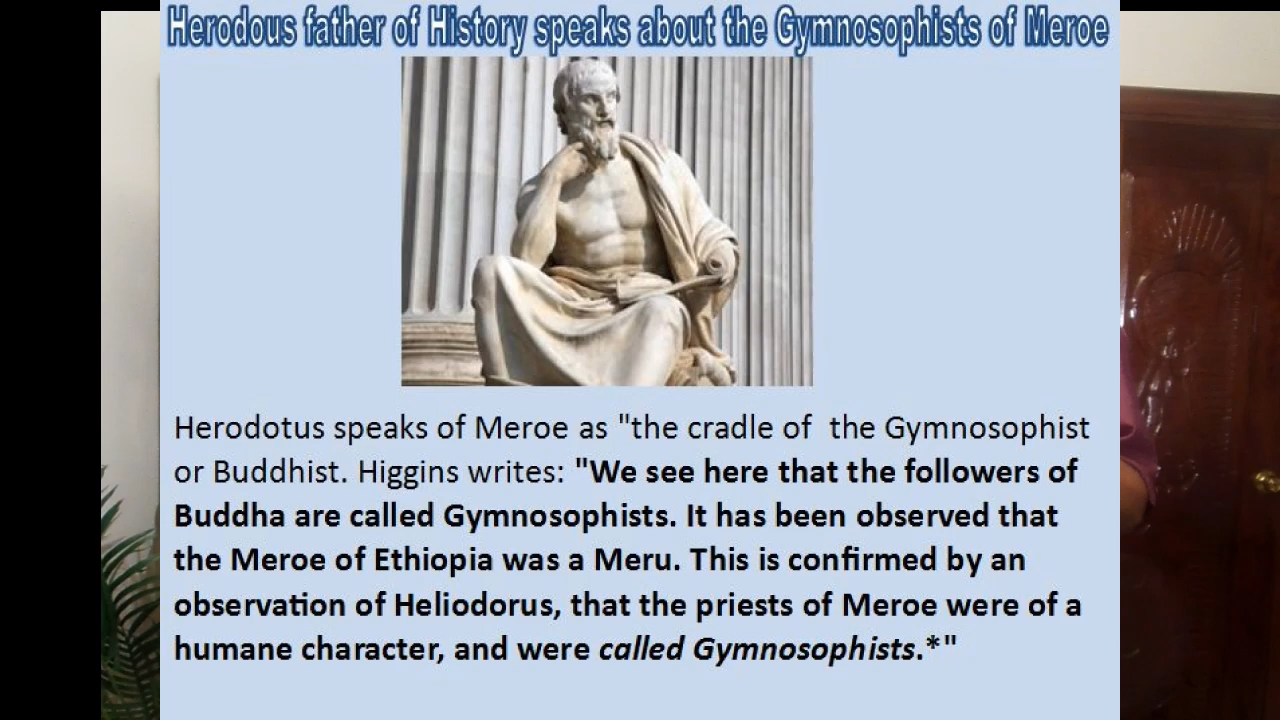 Herodous father of History speaks about the Gymnosophists of Meroe
Herodotus speaks of Meroe as "the cradle of  the Gymnosophist
or Buddhist. Higgins writes: "We see here that the followers of
Buddha are called Gymnosophists. It has been observed that
the Meroe of Ethiopia was a Meru. This is confirmed by an
observation of Heliodorus, that the priests of Meroe were of a
humane character, and were called Gymnosophists.*"